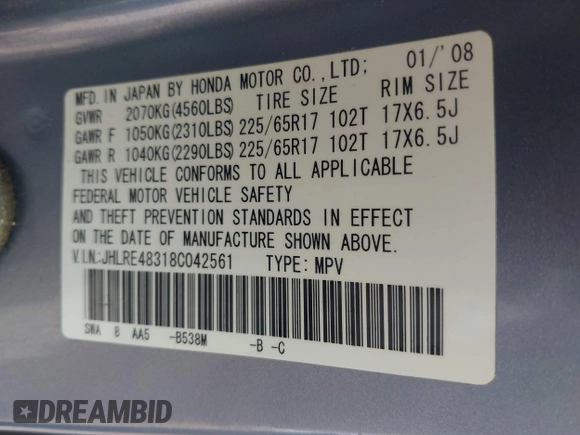 MFD. IN JAPAN BY HONDA MOTOR CO., LTD; 01/'08
GVWR 2070KG(4560LBS) TIRE SIZE RIM SIZE
GAWR F 1050KG(2310LBS) 225/65R17 102T 17X6.5J
GAWR R 1040KG(2290LBS) 225/65R17 102T 17X6.5J
THIS VEHICLE CONFORMS TO ALL APPLICABLE
FEDERAL MOTOR VEHICLE SAFETY
AND THEFT PREVENTION STANDARDS IN EFFECT
ON THE DATE OF MANUFACTURE SHOWN ABOVE.
V.I.N.:JHLRE48318C042561 TYPE: MPV
SWA 8 AA5 -B538M -B -C
DREAMBID